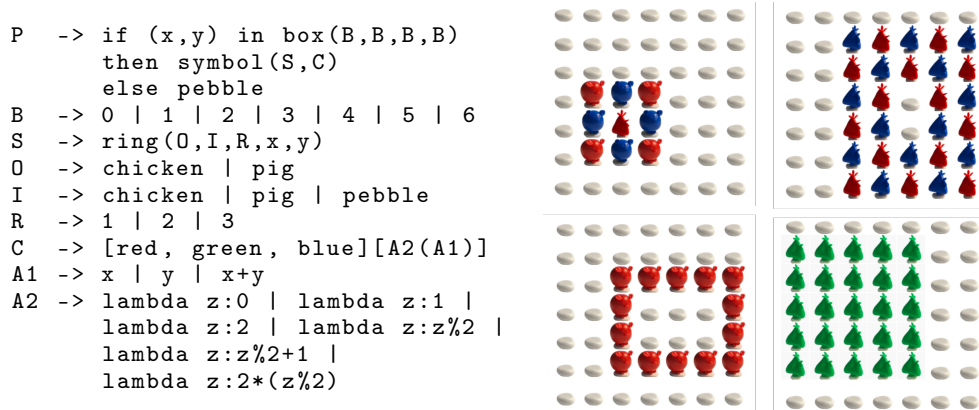 P -> if (x,y) in box(B,B,B,B)
then symbol(S,C)
else pebble
B -> 0 | 1 | 2 | 3 | 4 | 5 | 6
S -> ring(O,I,R,x,y)
O -> chicken | pig
I -> chicken | pig | pebble
R -> 1 | 2 | 3
C -> [red, green, blue][A2(A1)]
A1 -> x | y | x+y
A2 -> lambda z:0 | lambda z:1 |
lambda z:2 | lambda z:z%2 |
lambda z:z%2+1 |
lambda z:2*(z%2)